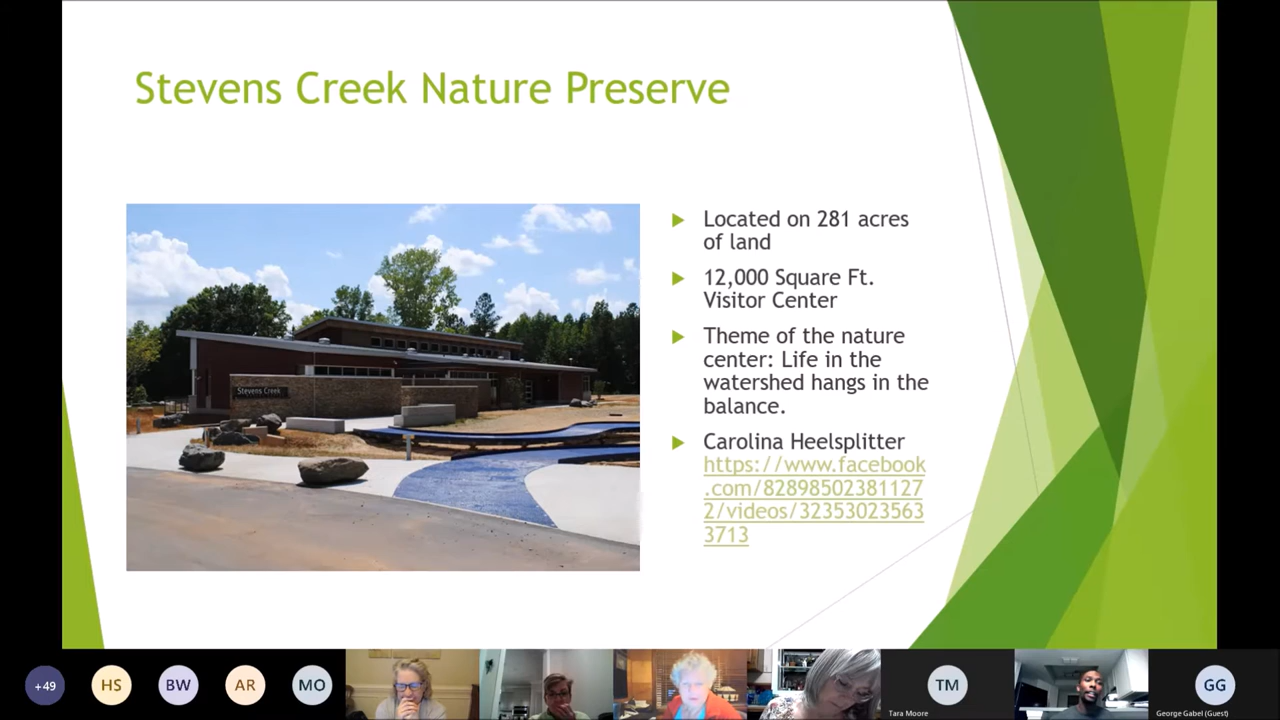 Stevens Creek Nature Preserve
Stevens Creek
Located on 281 acres
of land
12,000 Square Ft.
Visitor Center
Theme of the nature
center: Life in the
watershed hangs in the
balance.
Carolina Heelsplitter
https://www.facebook
.com/82898502381127
2/videos/32353023563
3713
+49
HS
BW
AR
MO
TM
Tara Moore
GG
George Gabel (Guest)